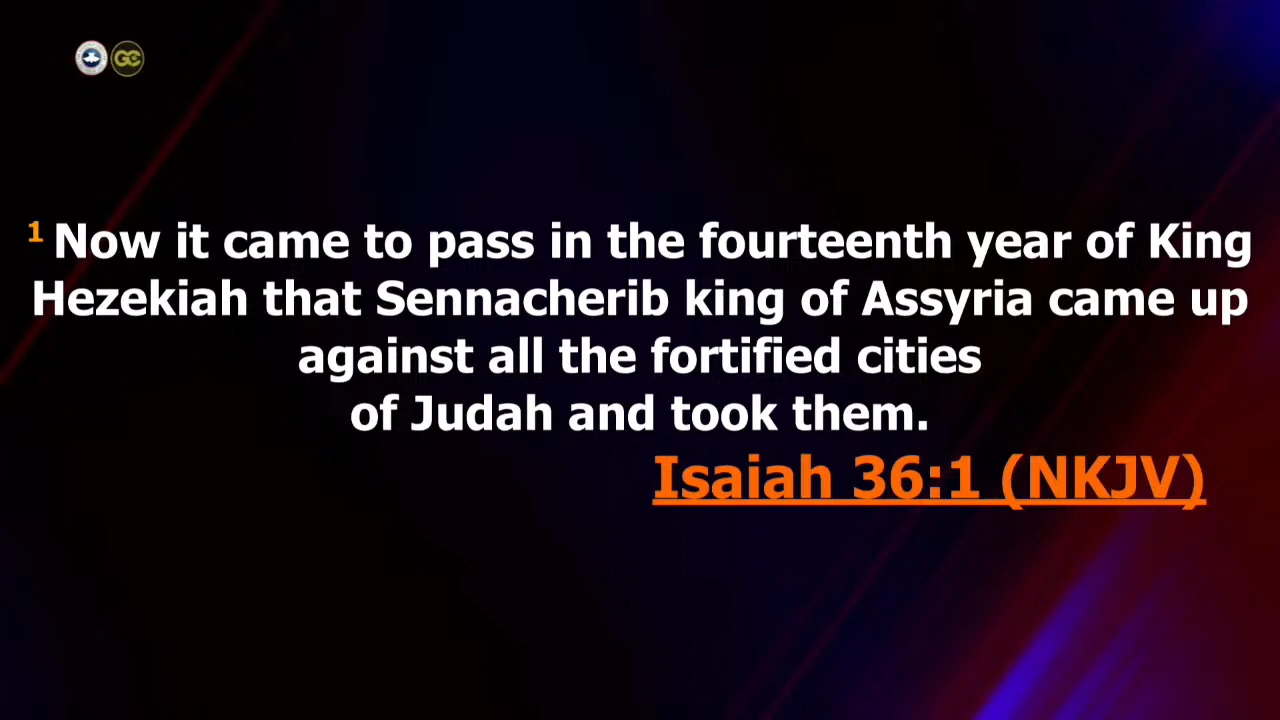 GC
1 Now it came to pass in the fourteenth year of King
Hezekiah that Sennacherib king of Assyria came up
against all the fortified cities
of Judah and took them.
Isaiah 36:1 (NKJV)